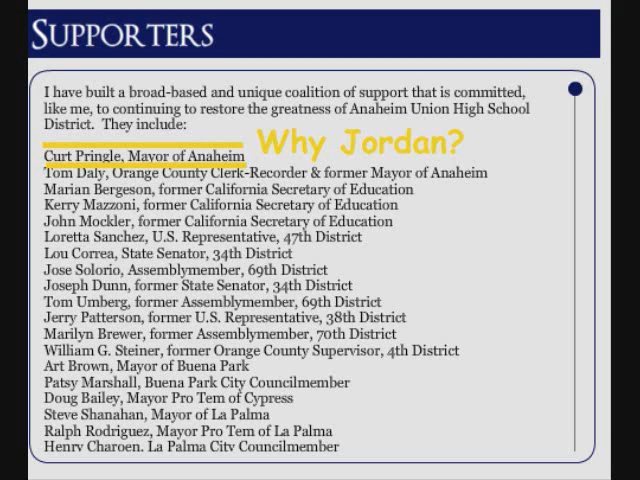 SUPPORTERS
I have built a broad-based and unique coalition of support that is committed,
like me, to continuing to restore the greatness of Anaheim Union High School
District. They include:
Why Jordan?
Curt Pringle, Mayor of Anaheim
Tom Daly, Orange County Clerk-Recorder & former Mayor of Anaheim
Marian Bergeson, former California Secretary of Education
Kerry Mazzoni, former California Secretary of Education
John Mockler, former California Secretary of Education
Loretta Sanchez, U.S. Representative, 47th District
Lou Correa, State Senator, 34th District
Jose Solorio, Assemblymember, 69th District
Joseph Dunn, former State Senator, 34th District
Tom Umberg, former Assemblymember, 69th District
Jerry Patterson, former U.S. Representative, 38th District
Marilyn Brewer, former Assemblymember, 70th District
William G. Steiner, former Orange County Supervisor, 4th District
Art Brown, Mayor of Buena Park
Patsy Marshall, Buena Park City Councilmember
Doug Bailey, Mayor Pro Tem of Cypress
Steve Shanahan, Mayor of La Palma
Ralph Rodriguez, Mayor Pro Tem of La Palma
Henry Charoen, La Palma City Councilmember